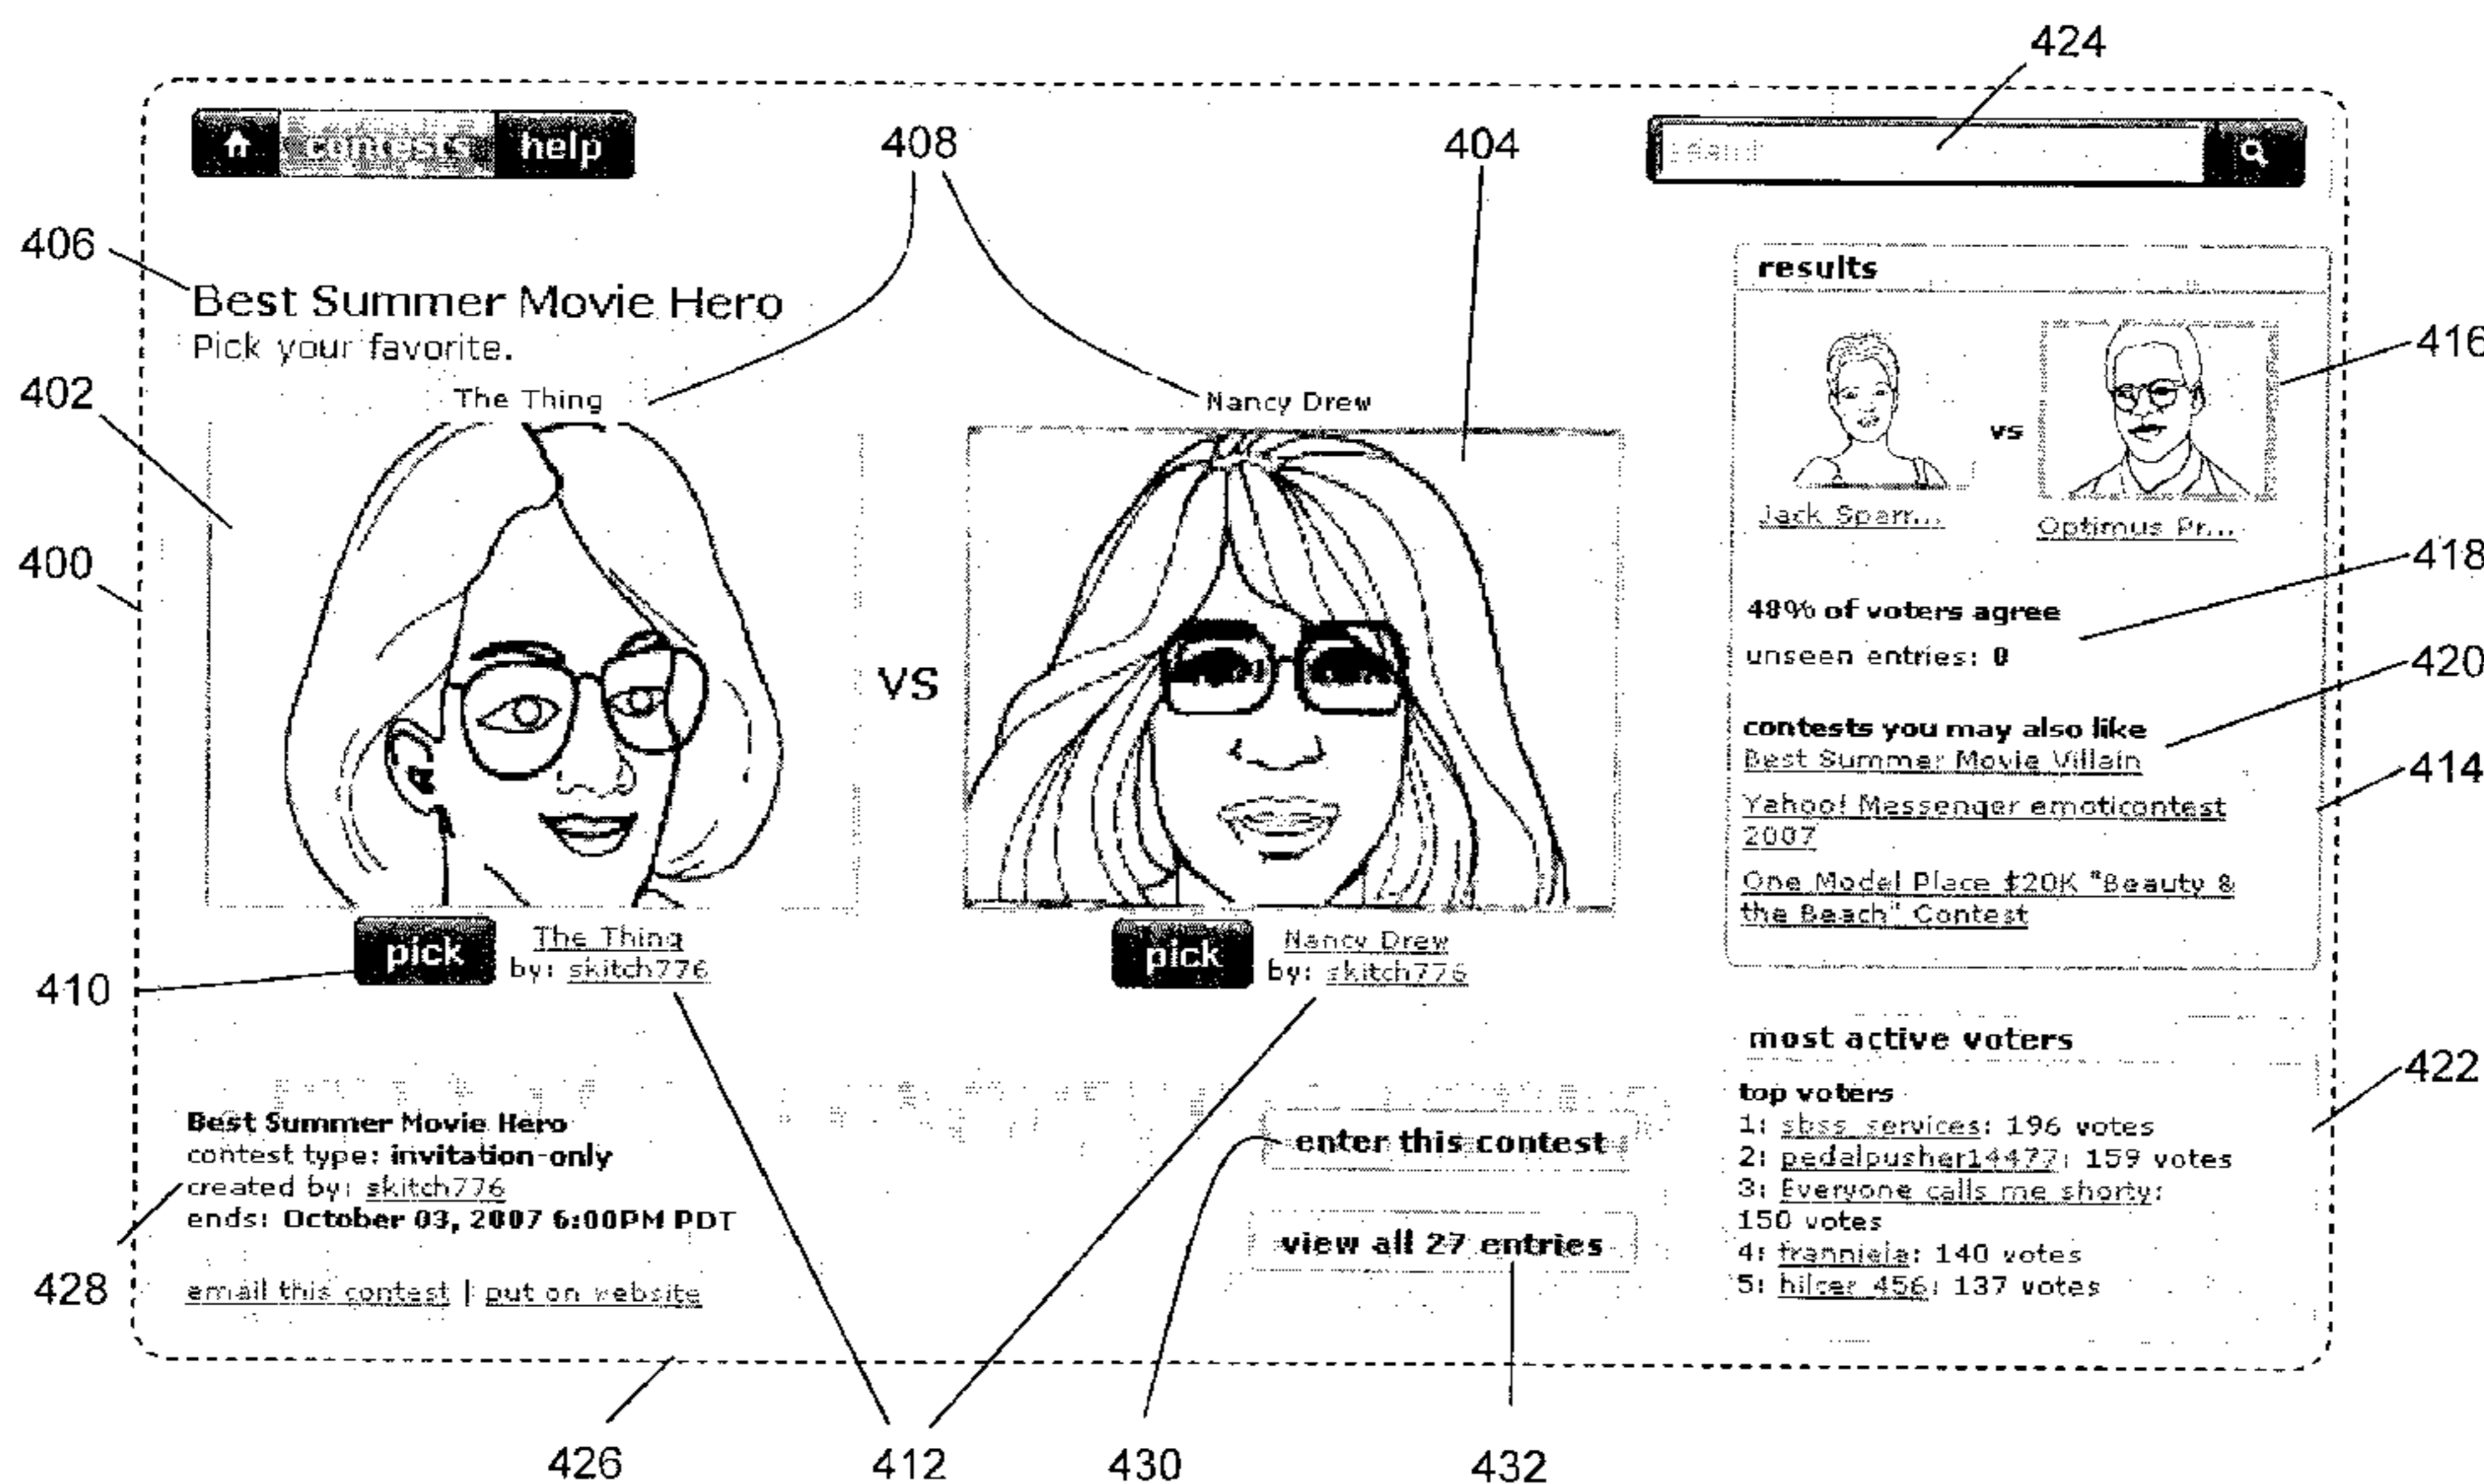 424
contests help
408
404
406
results
Best Summer Movie Hero
Pick your favorite.
416
402
The Thing
Nancy Drew
vs
Jack Sparr...
Optimus Pr...
400
418
48% of voters agree
unseen entries: 0
420
vs
contests you may also like
Best Summer Movie Villain
414
Yahoo! Messenger emoticontest
2007
One Model Place $20K "Beauty &
the Beach" Contest
pick
The Thing
by: skitch776
pick
Nancy Drew
by: skitch776
410
most active voters
422
top voters
1: sbss_services: 196 votes
2: pedalpusher14477: 159 votes
3: Everyone calls me shorty:
150 votes
4: 140 votes
5: 137 votes
Best Summer Movie Hero
contest type: invitation-only
created by: skitch776
ends: October 03, 2007 6:00PM PDT
enter this contest
view all 27 entries
428
email this contest | put on website
426
412
430
432